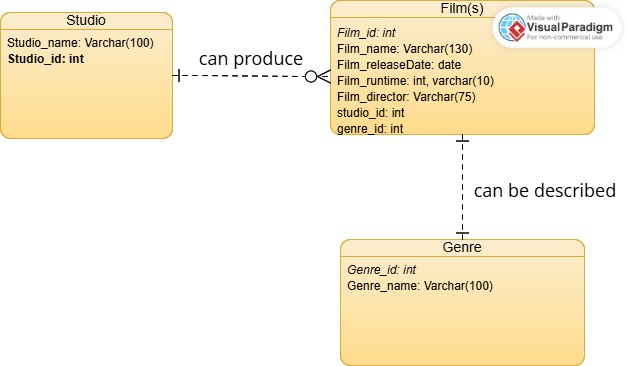 Studio
Studio_name: Varchar(100)
Studio_id: int
can produce
Film(s)
Film_id: int
Film_name: Varchar(130)
Film_releaseDate: date
Film_runtime: int, varchar(10)
Film_director: Varchar(75)
studio_id: int
genre_id: int
Made with
Visual Paradigm
For non-commercial use
can be described
Genre
Genre_id: int
Genre_name: Varchar(100)